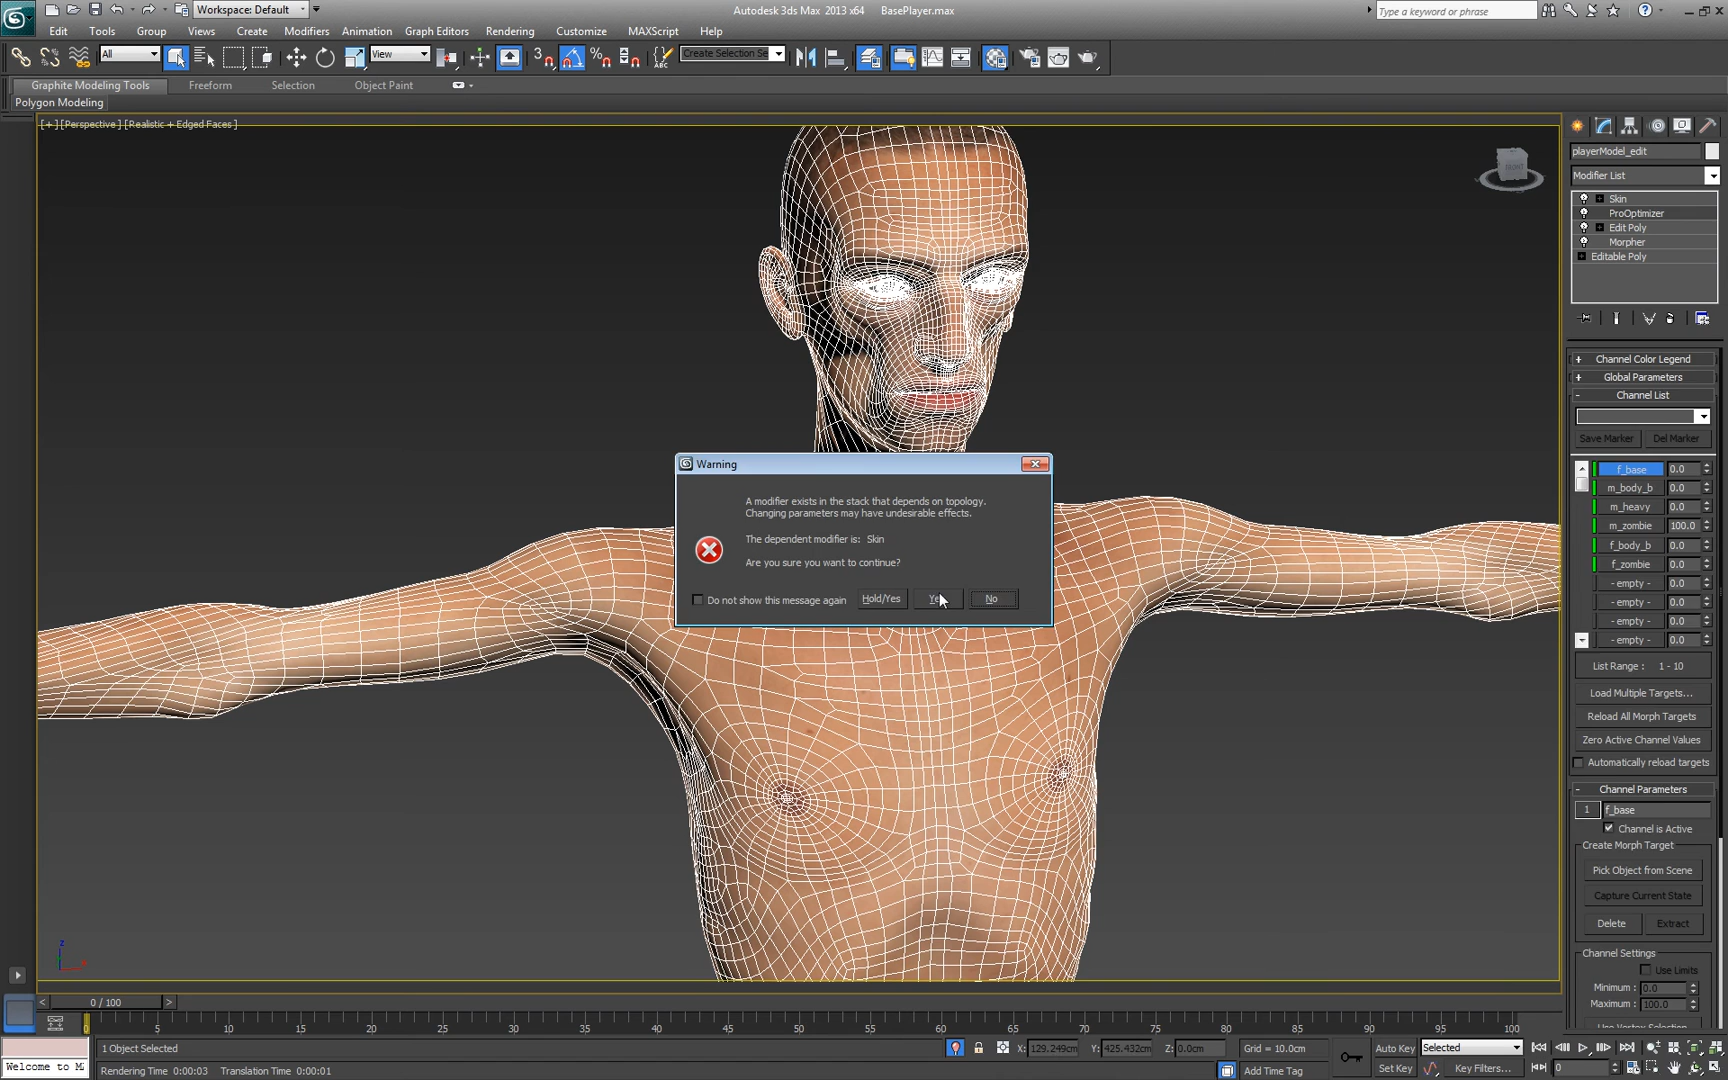 Workspace: Default
Autodesk 3ds Max 2013 x64 BasePlayer.max
Type a keyword or phrase
Edit Tools Group Views Create Modifiers Animation Graph Editors Rendering Customize MAXScript Help
All
View
Create Selection Se
Graphite Modeling Tools Freeform Selection Object Paint
Polygon Modeling
[+] [Perspective] [Realistic + Edged Faces]
FRONT
playerModel_edit
Modifier List
Skin
ProOptimizer
Edit Poly
Morpher
Editable Poly
+ Channel Color Legend
+ Global Parameters
- Channel List
Save Marker Del Marker
f_base 0.0
m_body_b 0.0
m_heavy 0.0
m_zombie 100.0
f_body_b 0.0
f_zombie 0.0
- empty - 0.0
- empty - 0.0
- empty - 0.0
- empty - 0.0
List Range : 1 - 10
Load Multiple Targets...
Reload All Morph Targets
Zero Active Channel Values
Automatically reload targets
- Channel Parameters
1 f_base
Channel is Active
Create Morph Target
Pick Object from Scene
Capture Current State
Delete Extract
Channel Settings
Use Limits
Minimum : 0.0
Maximum : 100.0
Use Vertex Selection
Warning
A modifier exists in the stack that depends on topology.
Changing parameters may have undesirable effects.
The dependent modifier is: Skin
Are you sure you want to continue?
Do not show this message again Hold/Yes Yes No
z
x
< 0 / 100 >
0 5 10 15 20 25 30 35 40 45 50 55 60 65 70 75 80 85 90 95 100
1 Object Selected
X: 129.249cm Y: 425.432cm Z: 0.0cm Grid = 10.0cm
Auto Key Selected
Welcome to M
Rendering Time 0:00:03 Translation Time 0:00:01
Add Time Tag
Set Key Key Filters...
0